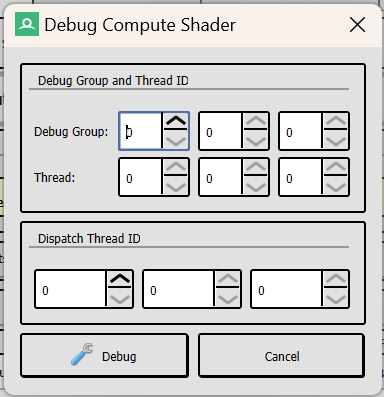 Debug Compute Shader
Debug Group and Thread ID
Debug Group: 0 0 0
Thread: 0 0 0
Dispatch Thread ID
0 0 0
Debug Cancel